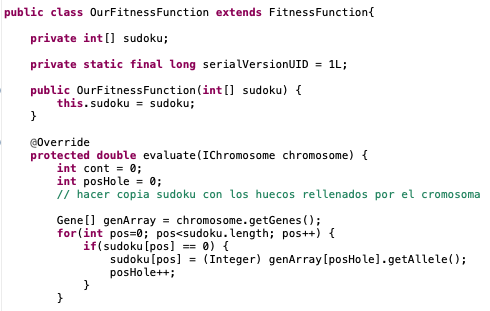 public class OurFitnessFunction extends FitnessFunction{
private int[] sudoku;
private static final long serialVersionUID = 1L;
public OurFitnessFunction(int[] sudoku) {
this.sudoku = sudoku;
}
@Override
protected double evaluate(IChromosome chromosome) {
int cont = 0;
int posHole = 0;
// hacer copia sudoku con los huecos rellenados por el cromosoma
Gene[] genArray = chromosome.getGenes();
for(int pos=0; pos<sudoku.length; pos++) {
if(sudoku[pos] == 0) {
sudoku[pos] = (Integer) genArray[posHole].getAllele();
posHole++;
}
}